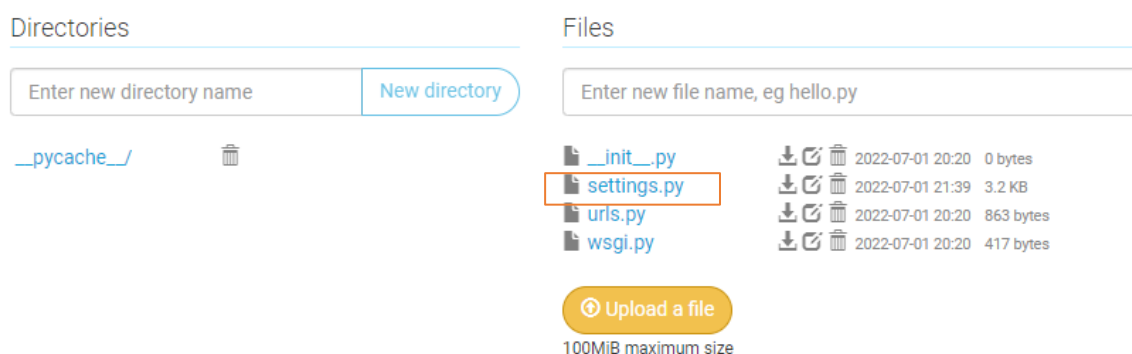 Directories
Enter new directory name
New directory
__pycache__/
Files
Enter new file name, eg hello.py
__init__.py 2022-07-01 20:20 0 bytes
settings.py 2022-07-01 21:39 3.2 KB
urls.py 2022-07-01 20:20 863 bytes
wsgi.py 2022-07-01 20:20 417 bytes
Upload a file
100MiB maximum size